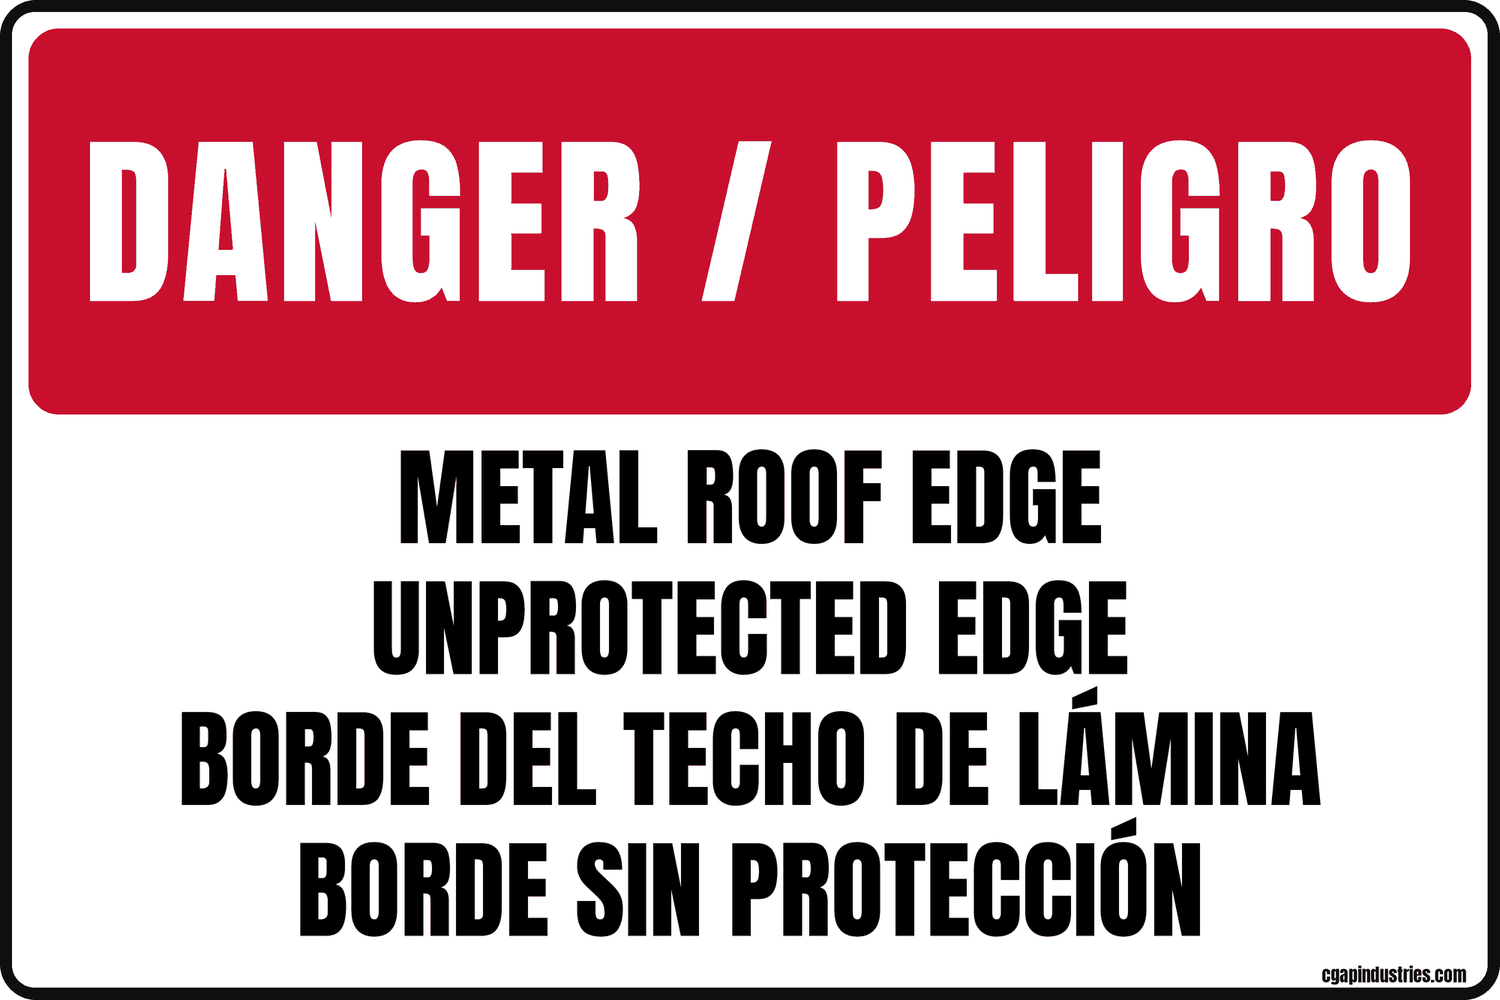 DANGER / PELIGRO
METAL ROOF EDGE
UNPROTECTED EDGE
BORDE DEL TECHO DE LÁMINA
BORDE SIN PROTECCIÓN
cgapindustries.com